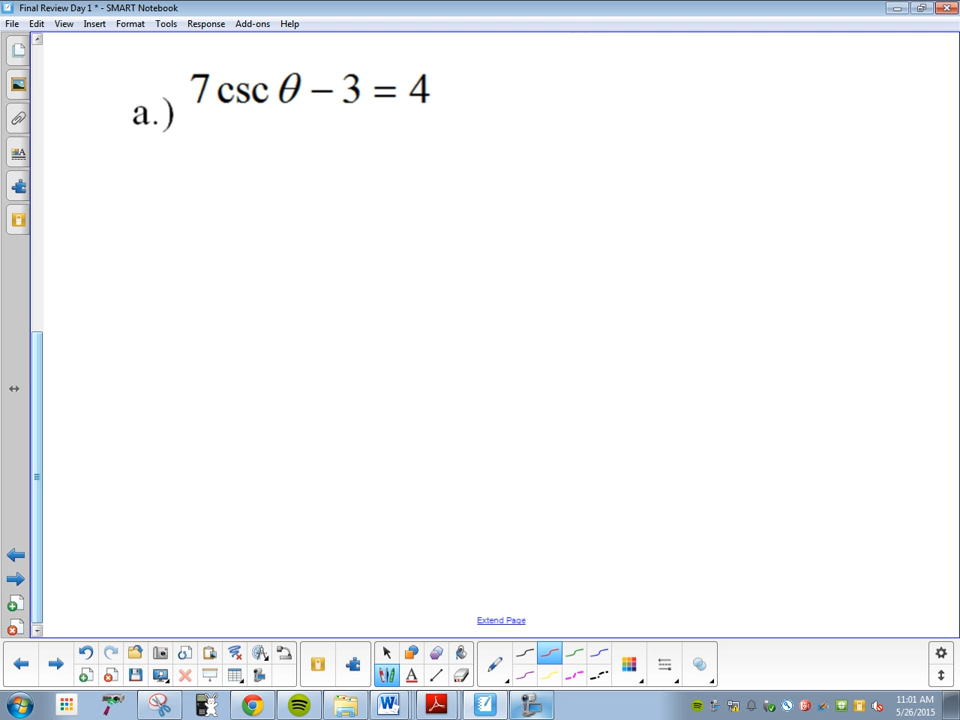 Final Review Day 1 * - SMART Notebook
File Edit View Insert Format Tools Response Add-ons Help
7 csc θ − 3 = 4
a.)
Extend Page
11:01 AM
5/26/2015